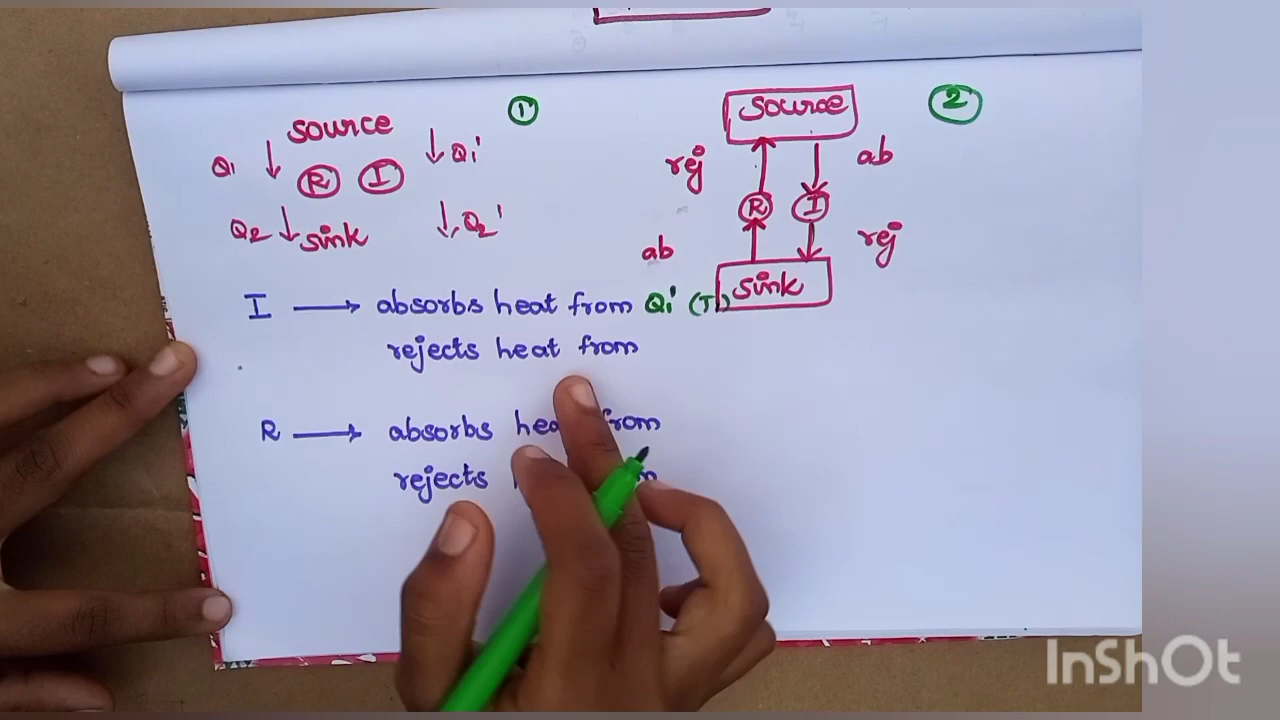 ①
source
Q1 ↓ Ⓡ Ⓘ ↓ Q1'
Q2 ↓ sink ↓ Q2'
②
source
rej ab
Ⓡ Ⓘ
ab rej
sink
I → absorbs heat from Q1' (T1)
rejects heat from
R → absorbs heat from
rejects
InShOt